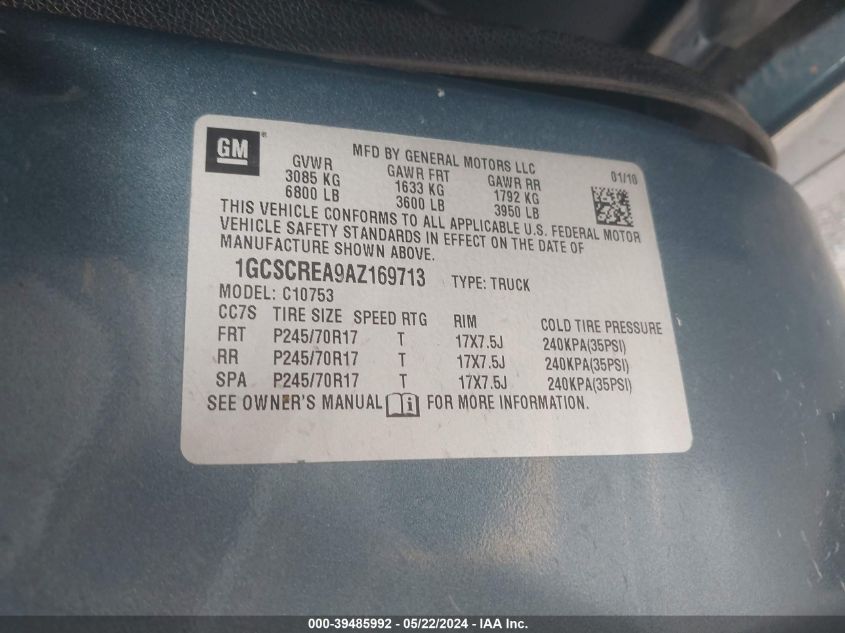 GM
MFD BY GENERAL MOTORS LLC
01/10
GVWR GAWR FRT GAWR RR
3085 KG 1633 KG 1792 KG
6800 LB 3600 LB 3950 LB
THIS VEHICLE CONFORMS TO ALL APPLICABLE U.S. FEDERAL MOTOR
VEHICLE SAFETY STANDARDS IN EFFECT ON THE DATE OF
MANUFACTURE SHOWN ABOVE.
1GCSCREA9AZ169713 TYPE: TRUCK
MODEL: C10753
CC7S TIRE SIZE SPEED RTG RIM COLD TIRE PRESSURE
FRT P245/70R17 T 17X7.5J 240KPA(35PSI)
RR P245/70R17 T 17X7.5J 240KPA(35PSI)
SPA P245/70R17 T 17X7.5J 240KPA(35PSI)
SEE OWNER'S MANUAL FOR MORE INFORMATION.
000-39485992 - 05/22/2024 - IAA Inc.